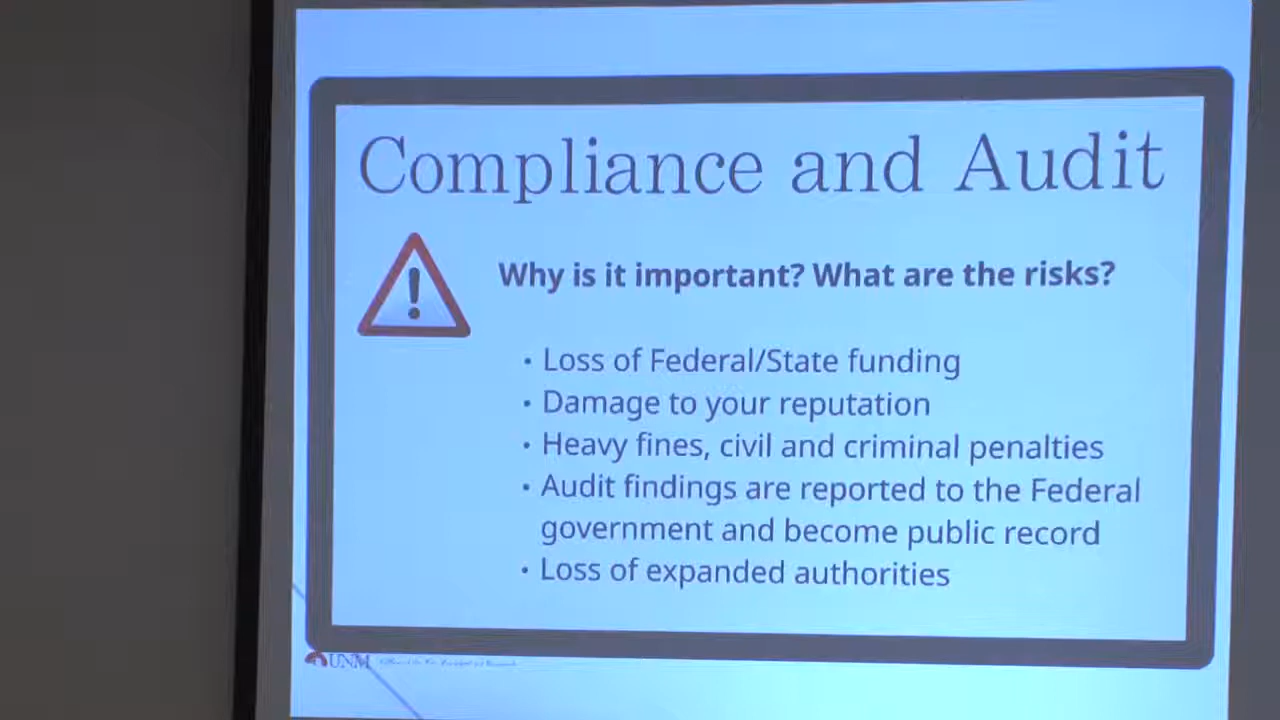 Compliance and Audit
!
Why is it important? What are the risks?
• Loss of Federal/State funding
• Damage to your reputation
• Heavy fines, civil and criminal penalties
• Audit findings are reported to the Federal
government and become public record
• Loss of expanded authorities
UNM